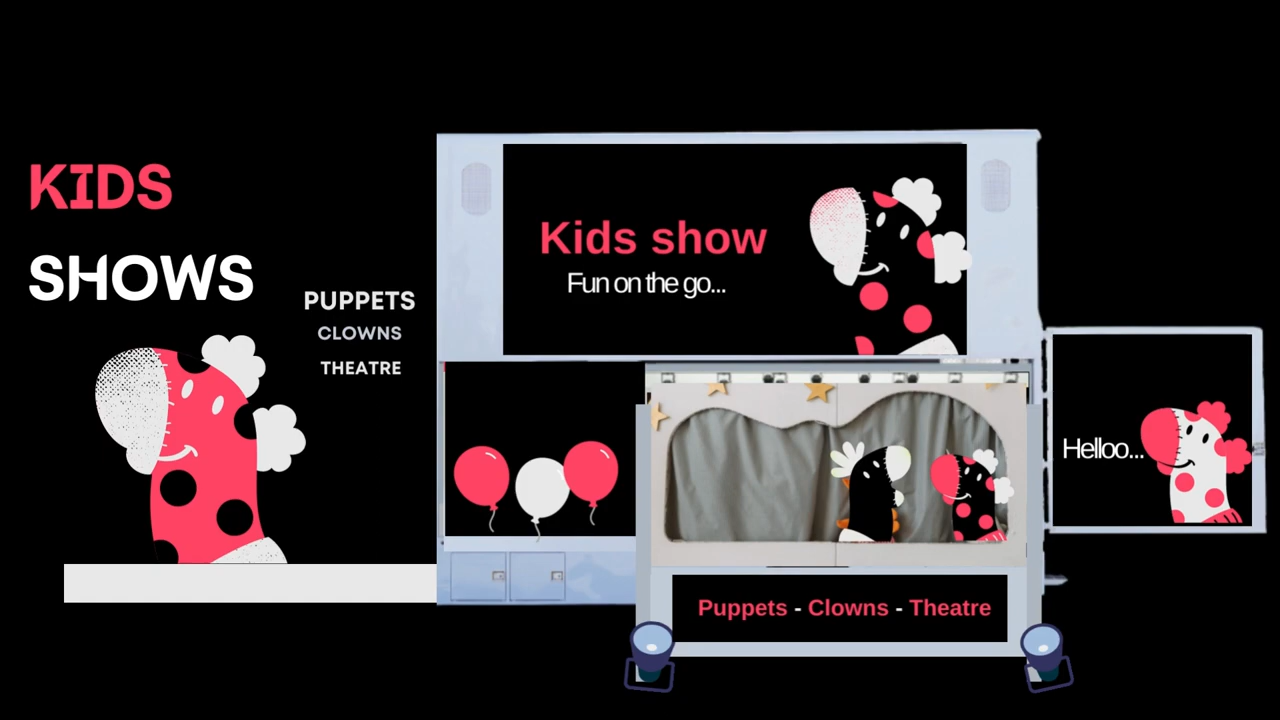 KIDS
SHOWS
PUPPETS
CLOWNS
THEATRE
Kids show
Fun on the go...
Helloo...
Puppets - Clowns - Theatre